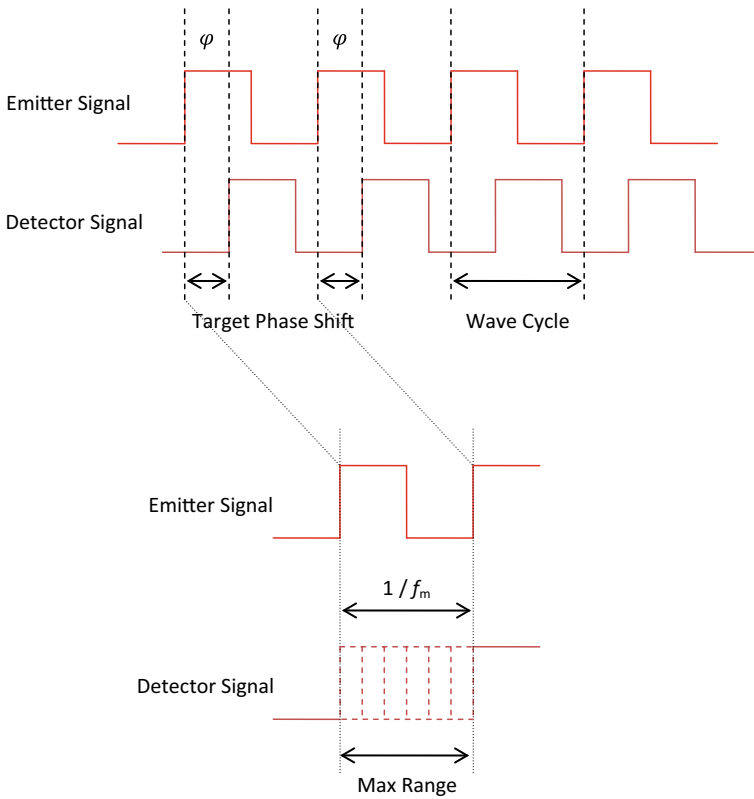 φ φ
Emitter Signal
Detector Signal
Target Phase Shift Wave Cycle
Emitter Signal
1 / fm
Detector Signal
Max Range